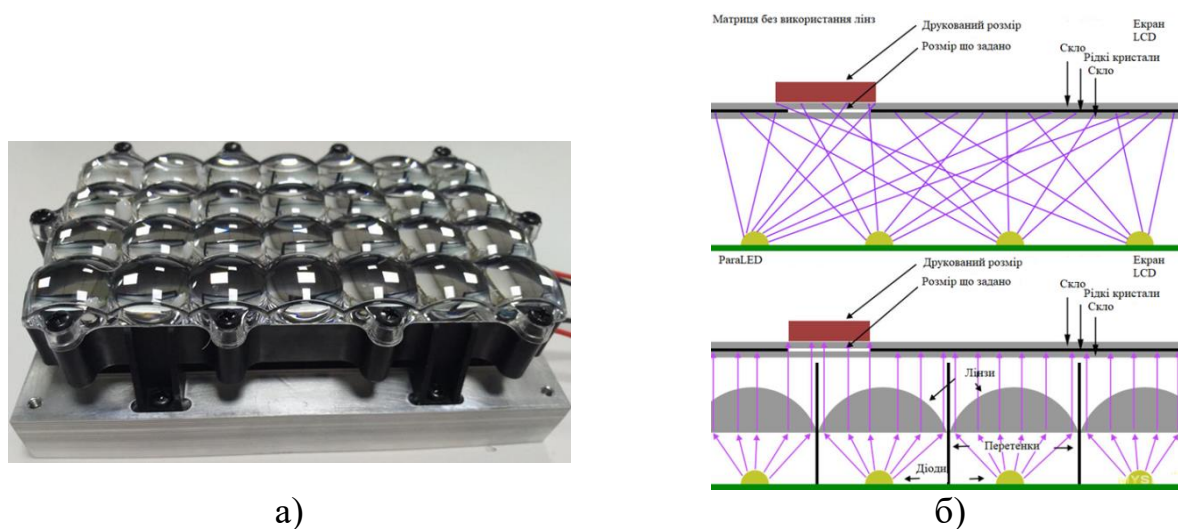 Матриця без використання лінз
Друкований розмір
Розмір що задано
Екран
LCD
Скло
Рідкі кристали
Скло
ParaLED
Друкований розмір
Розмір що задано
Екран
LCD
Скло
Рідкі кристали
Скло
Лінзи
Перетенки
Діоди
YS
а)
б)